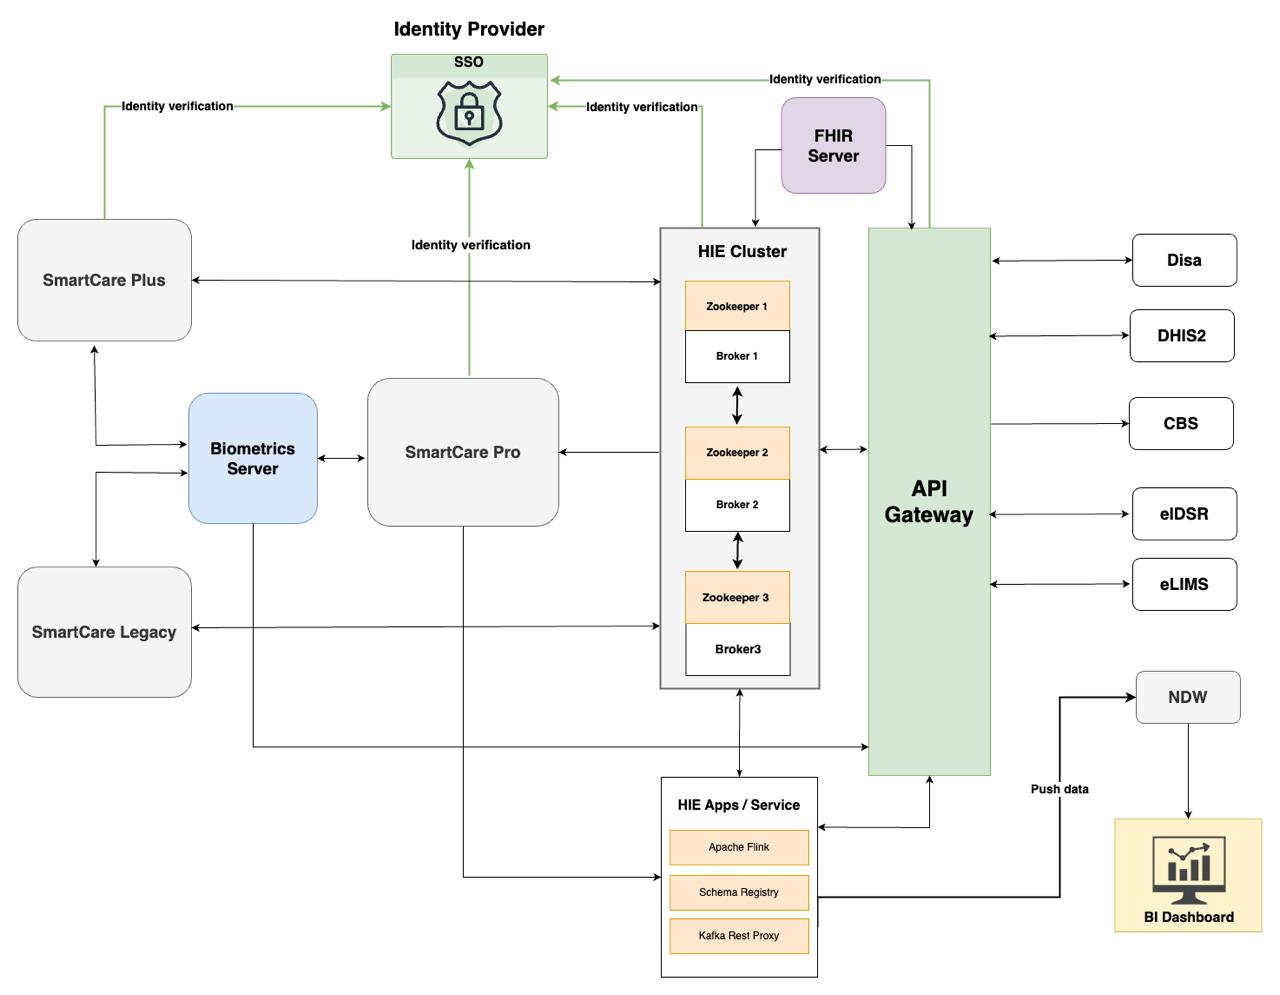 Identity Provider
SSO
Identity verification
Identity verification
Identity verification
FHIR
Server
Identity verification
SmartCare Plus
HIE Cluster
Zookeeper 1
Broker 1
Zookeeper 2
Broker 2
Zookeeper 3
Broker3
Biometrics
Server
SmartCare Pro
SmartCare Legacy
API
Gateway
Disa
DHIS2
CBS
eIDSR
eLIMS
NDW
Push data
HIE Apps / Service
Apache Flink
Schema Registry
Kafka Rest Proxy
BI Dashboard